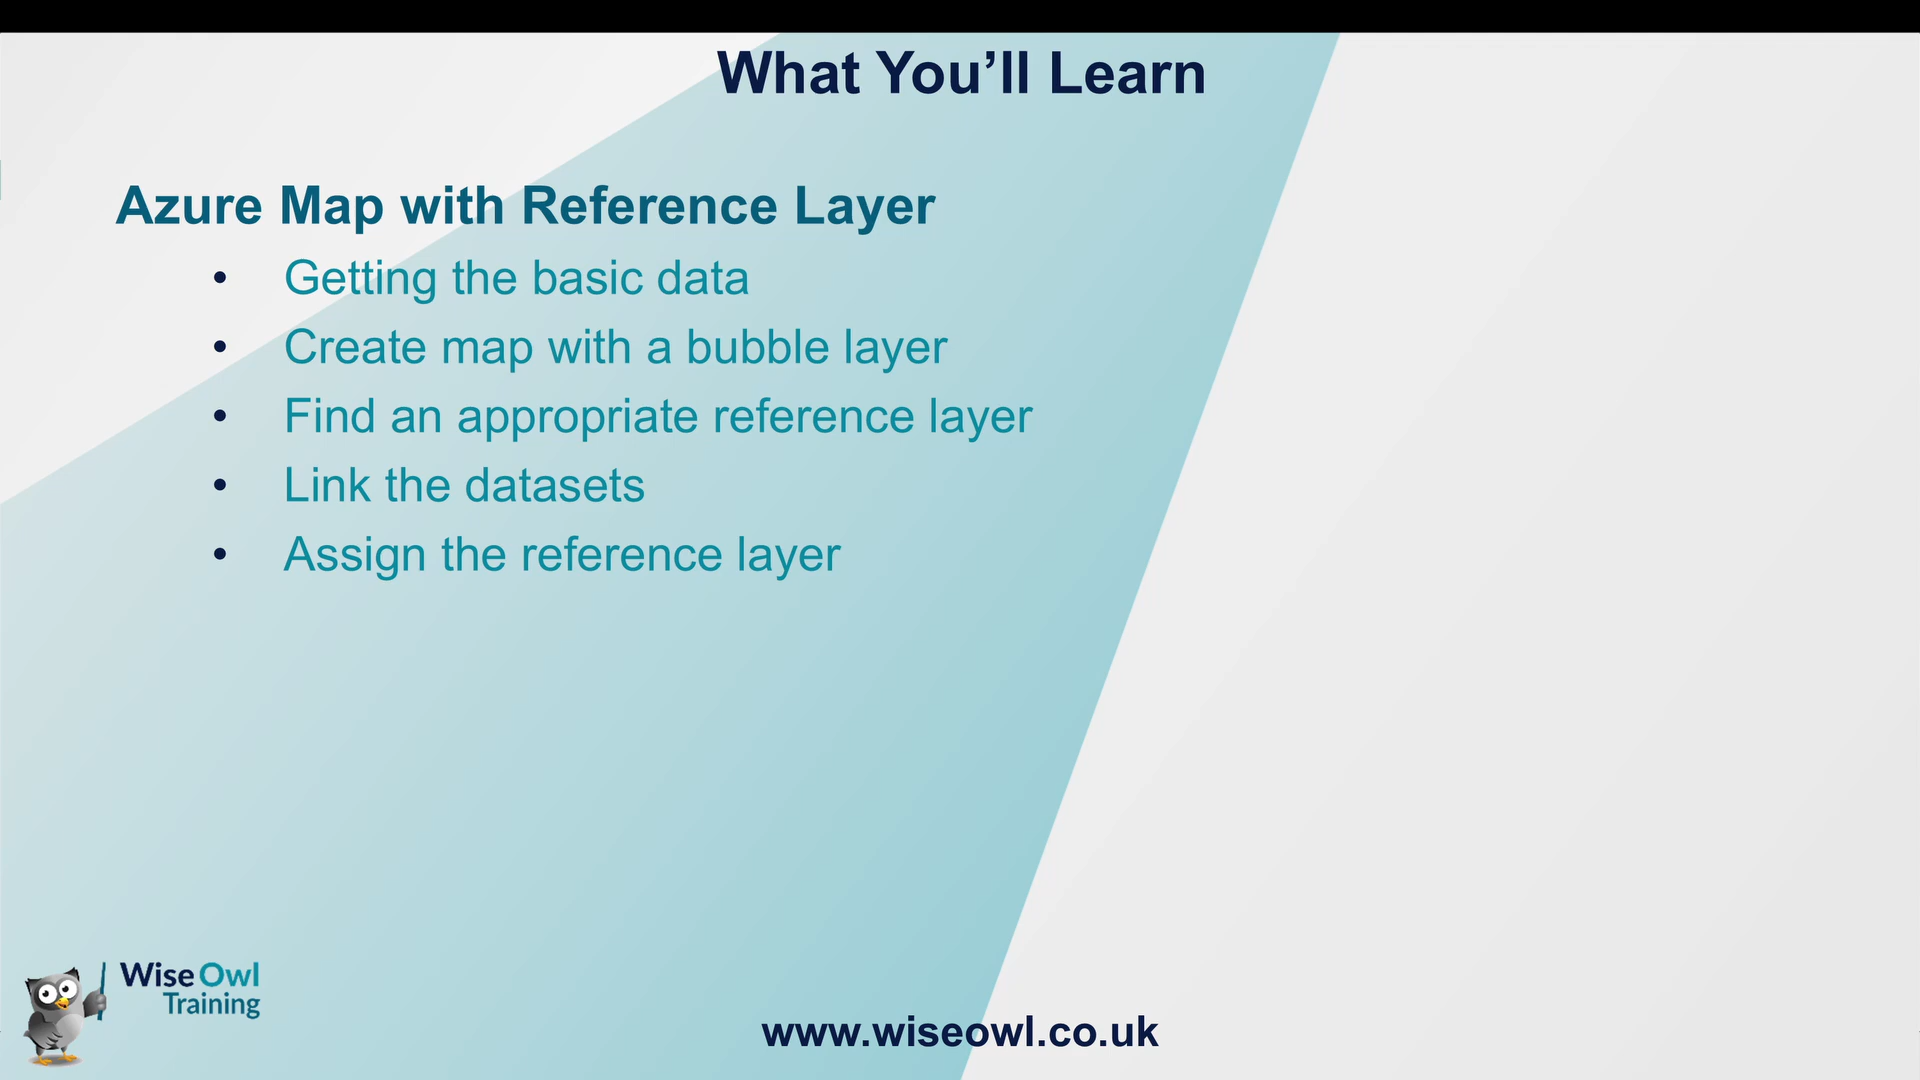 What You’ll Learn
Azure Map with Reference Layer
• Getting the basic data
• Create map with a bubble layer
• Find an appropriate reference layer
• Link the datasets
• Assign the reference layer
Wise Owl
Training
www.wiseowl.co.uk